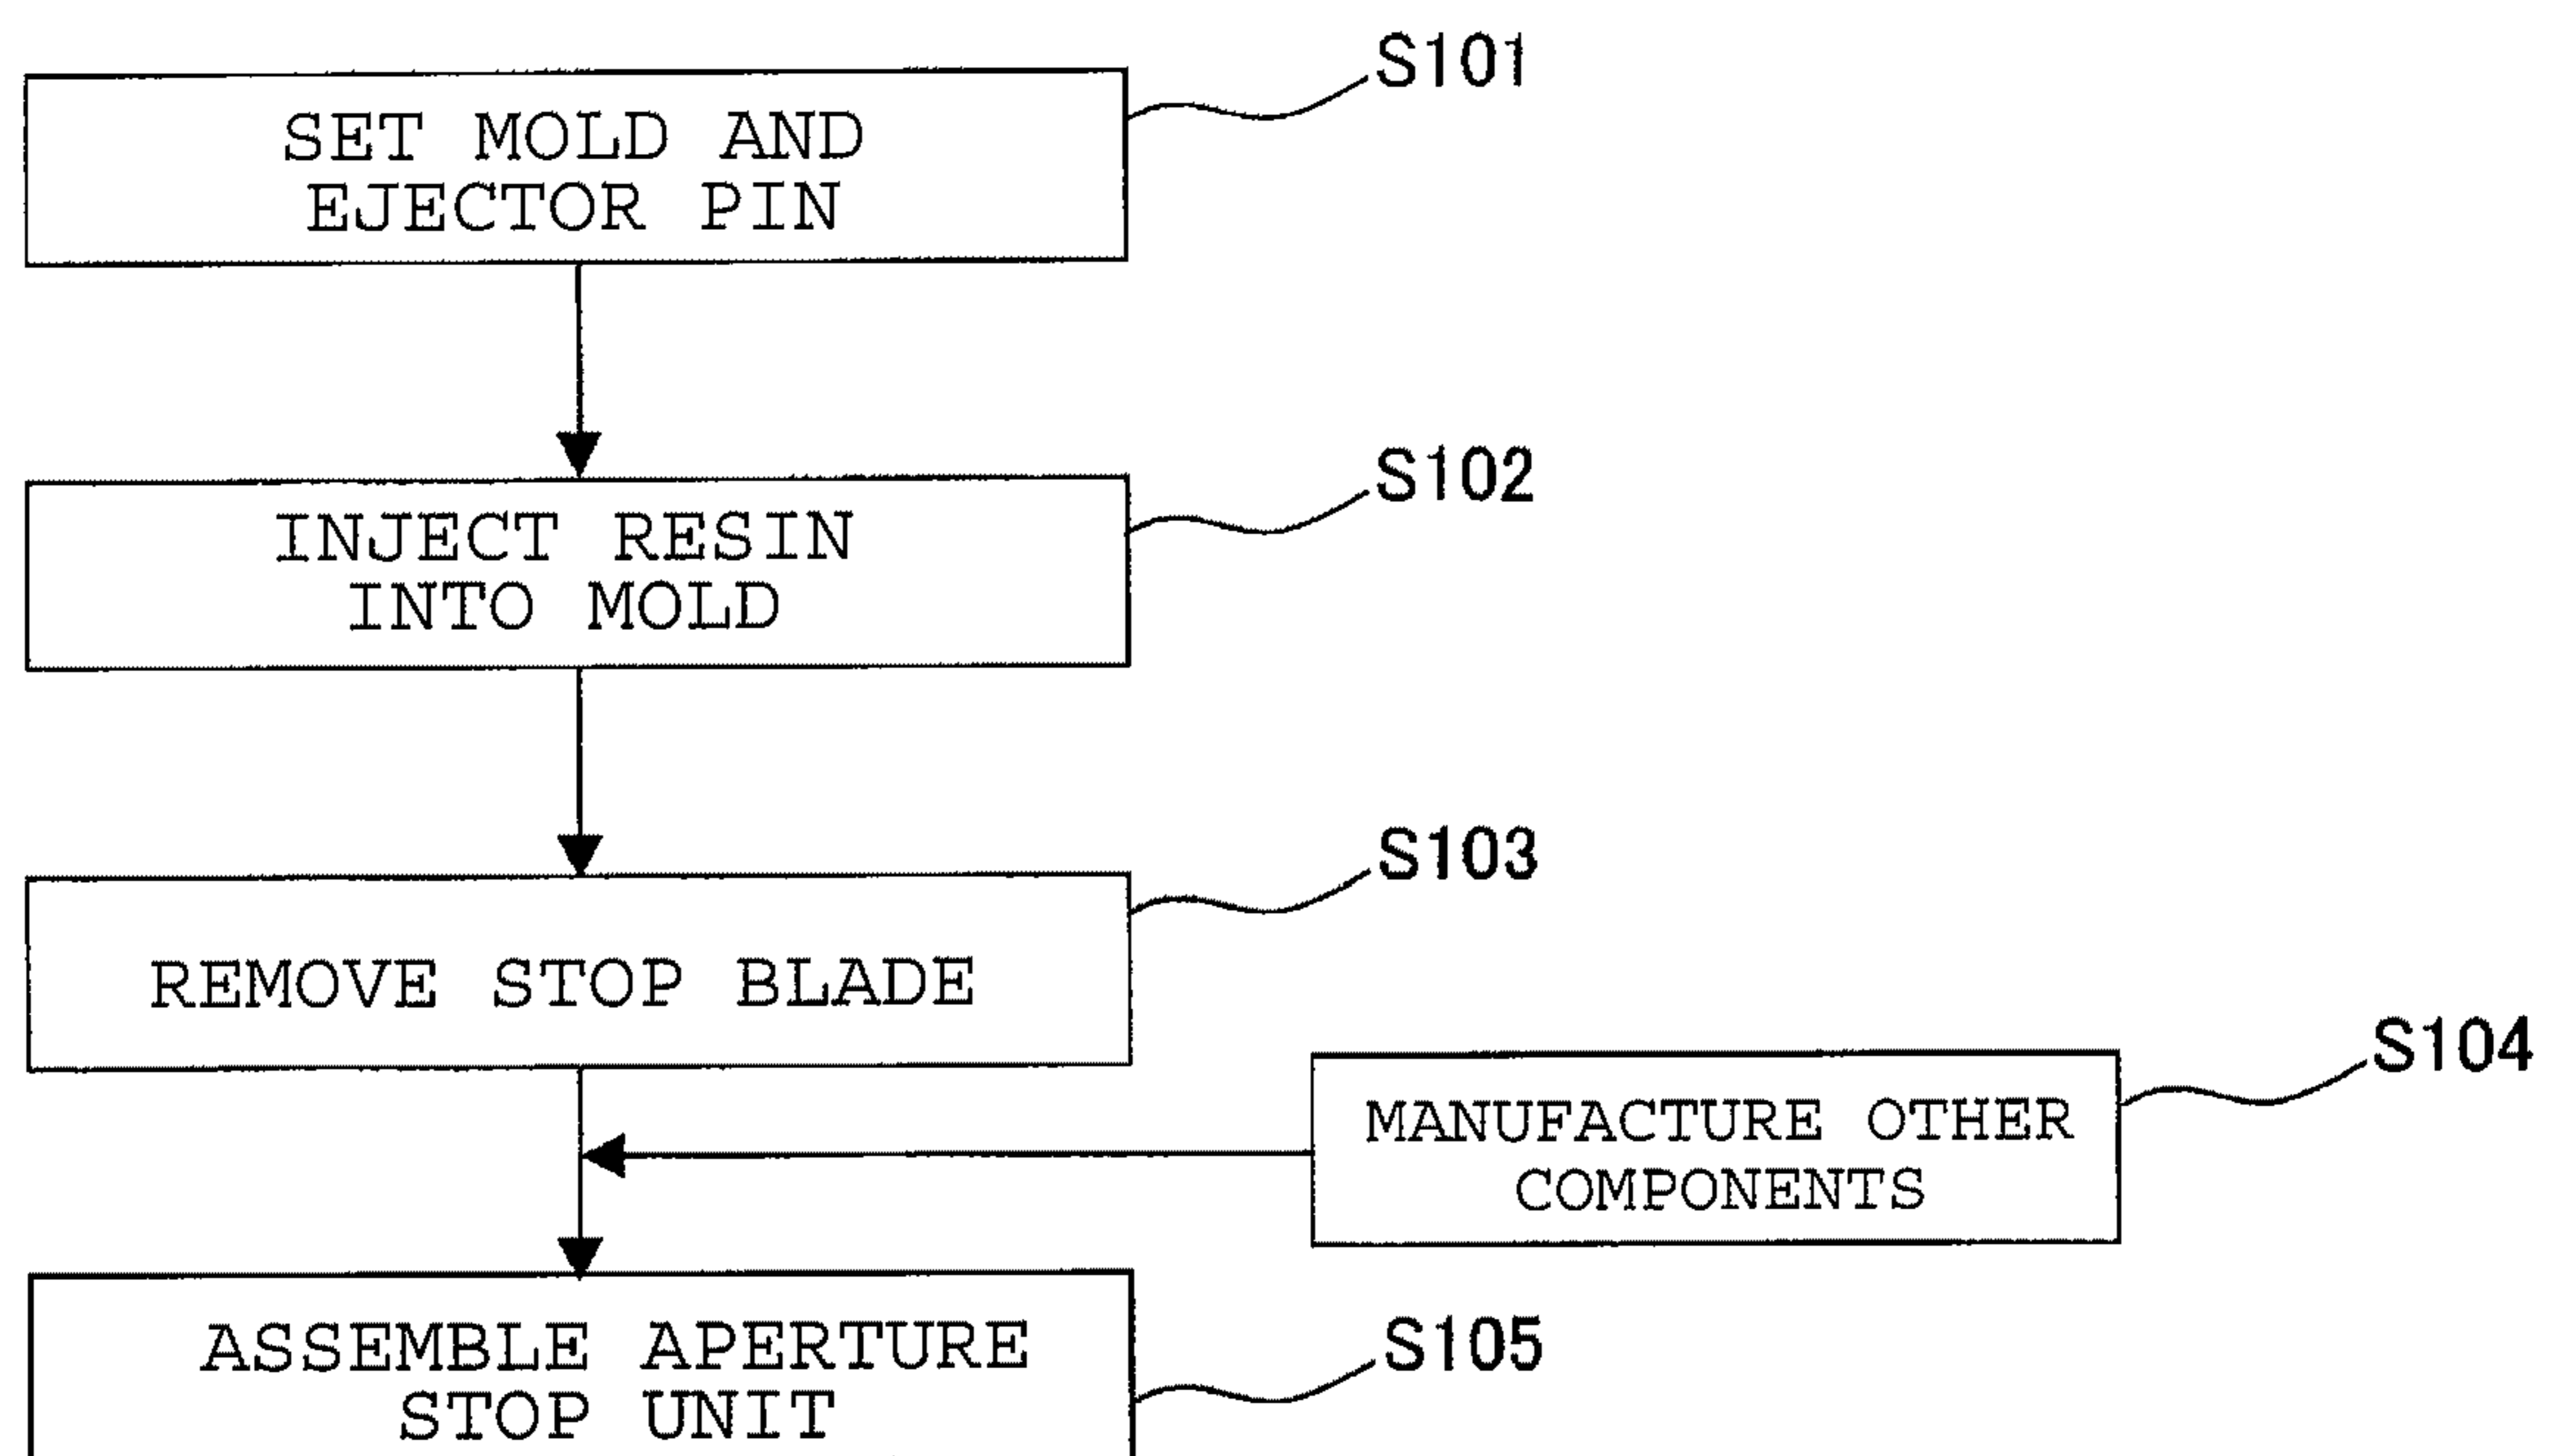 S101
SET MOLD AND
EJECTOR PIN
S102
INJECT RESIN
INTO MOLD
S103
REMOVE STOP BLADE
S104
MANUFACTURE OTHER
COMPONENTS
S105
ASSEMBLE APERTURE
STOP UNIT